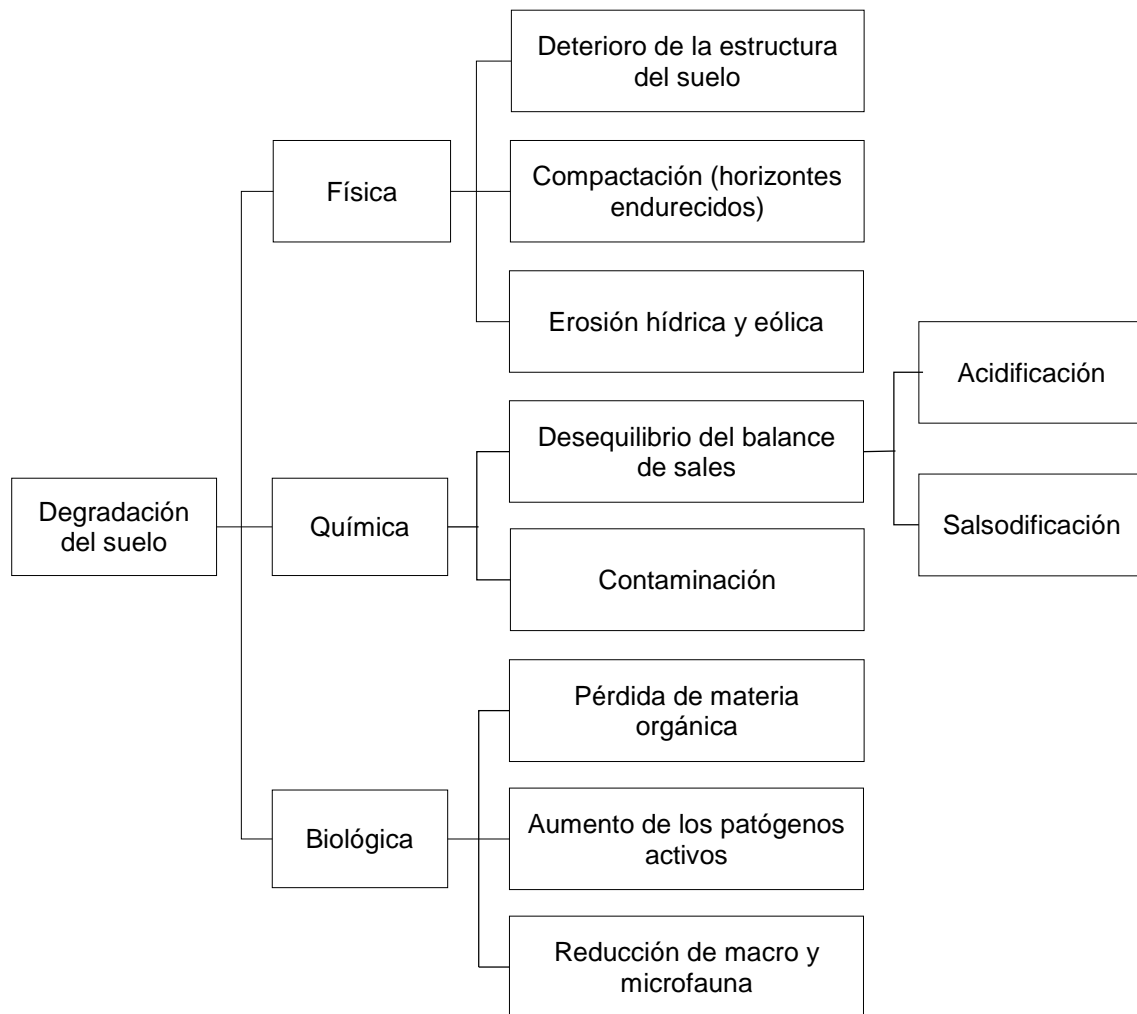 Deterioro de la estructura
del suelo
Física
Compactación (horizontes
endurecidos)
Erosión hídrica y eólica
Acidificación
Desequilibrio del balance
de sales
Degradación
del suelo
Química
Salsodificación
Contaminación
Pérdida de materia
orgánica
Biológica
Aumento de los patógenos
activos
Reducción de macro y
microfauna